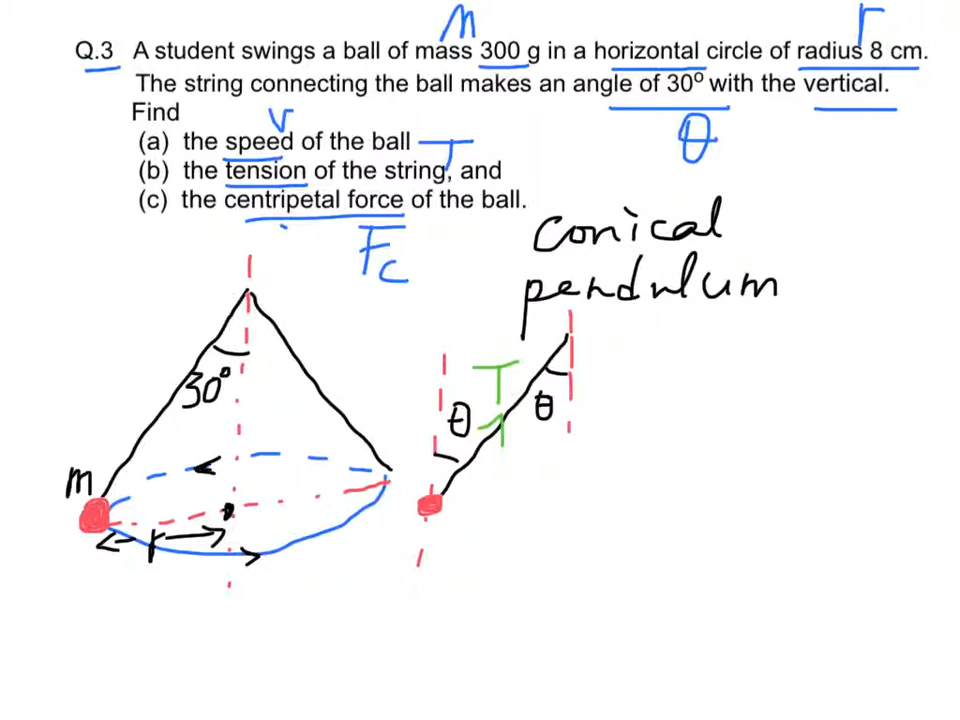 m
r
Q.3 A student swings a ball of mass 300 g in a horizontal circle of radius 8 cm.
The string connecting the ball makes an angle of 30° with the vertical.
Find
v
θ
(a) the speed of the ball
T
(b) the tension of the string, and
(c) the centripetal force of the ball.
Fc
conical
pendulum
30°
T
θ
θ
m
r